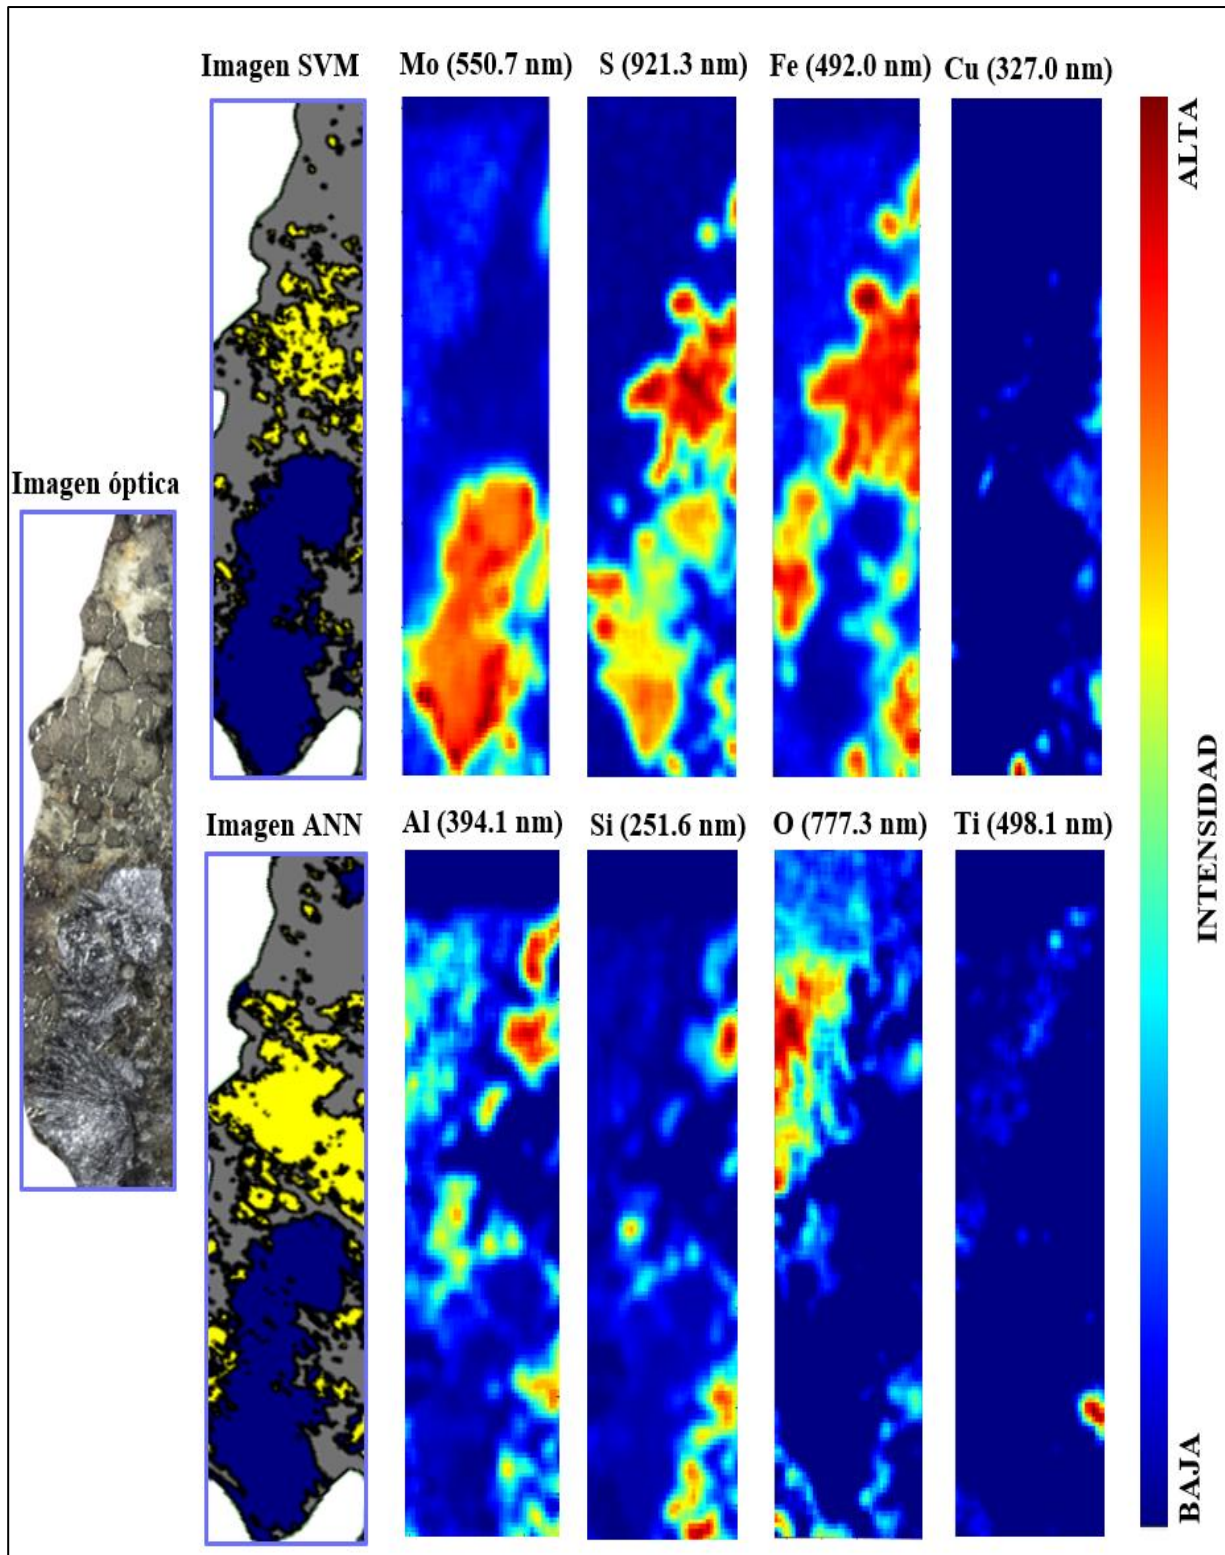 Imagen SVM
Mo (550.7 nm)
S (921.3 nm)
Fe (492.0 nm)
Cu (327.0 nm)
Imagen óptica
Imagen ANN
Al (394.1 nm)
Si (251.6 nm)
O (777.3 nm)
Ti (498.1 nm)
ALTA
INTENSIDAD
BAJA